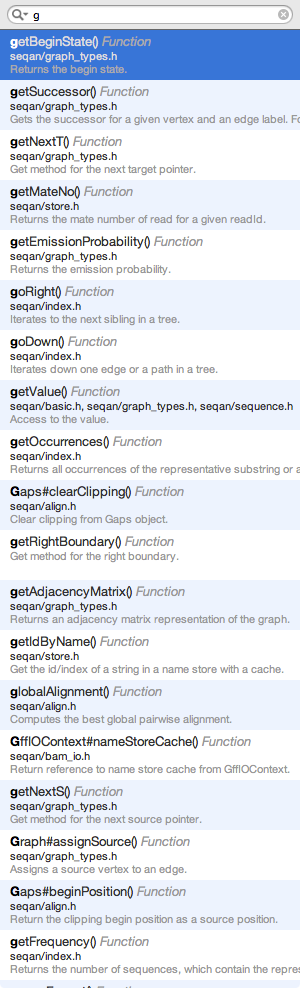 g
getBeginState() Function
seqan/graph_types.h
Returns the begin state.
getSuccessor() Function
seqan/graph_types.h
Gets the successor for a given vertex and an edge label. Fo
getNextT() Function
seqan/graph_types.h
Get method for the next target pointer.
getMateNo() Function
seqan/store.h
Returns the mate number of read for a given readId.
getEmissionProbability() Function
seqan/graph_types.h
Returns the emission probability.
goRight() Function
seqan/index.h
Iterates to the next sibling in a tree.
goDown() Function
seqan/index.h
Iterates down one edge or a path in a tree.
getValue() Function
seqan/basic.h, seqan/graph_types.h, seqan/sequence.h
Access to the value.
getOccurrences() Function
seqan/index.h
Returns all occurrences of the representative substring or a
Gaps#clearClipping() Function
seqan/align.h
Clear clipping from Gaps object.
getRightBoundary() Function
Get method for the right boundary.
getAdjacencyMatrix() Function
seqan/graph_types.h
Returns an adjacency matrix representation of the graph.
getIdByName() Function
seqan/store.h
Get the id/index of a string in a name store with a cache.
globalAlignment() Function
seqan/align.h
Computes the best global pairwise alignment.
GffIOContext#nameStoreCache() Function
seqan/bam_io.h
Return reference to name store cache from GffIOContext.
getNextS() Function
seqan/graph_types.h
Get method for the next source pointer.
Graph#assignSource() Function
seqan/graph_types.h
Assigns a source vertex to an edge.
Gaps#beginPosition() Function
seqan/align.h
Return the clipping begin position as a source position.
getFrequency() Function
seqan/index.h
Returns the number of sequences, which contain the repres